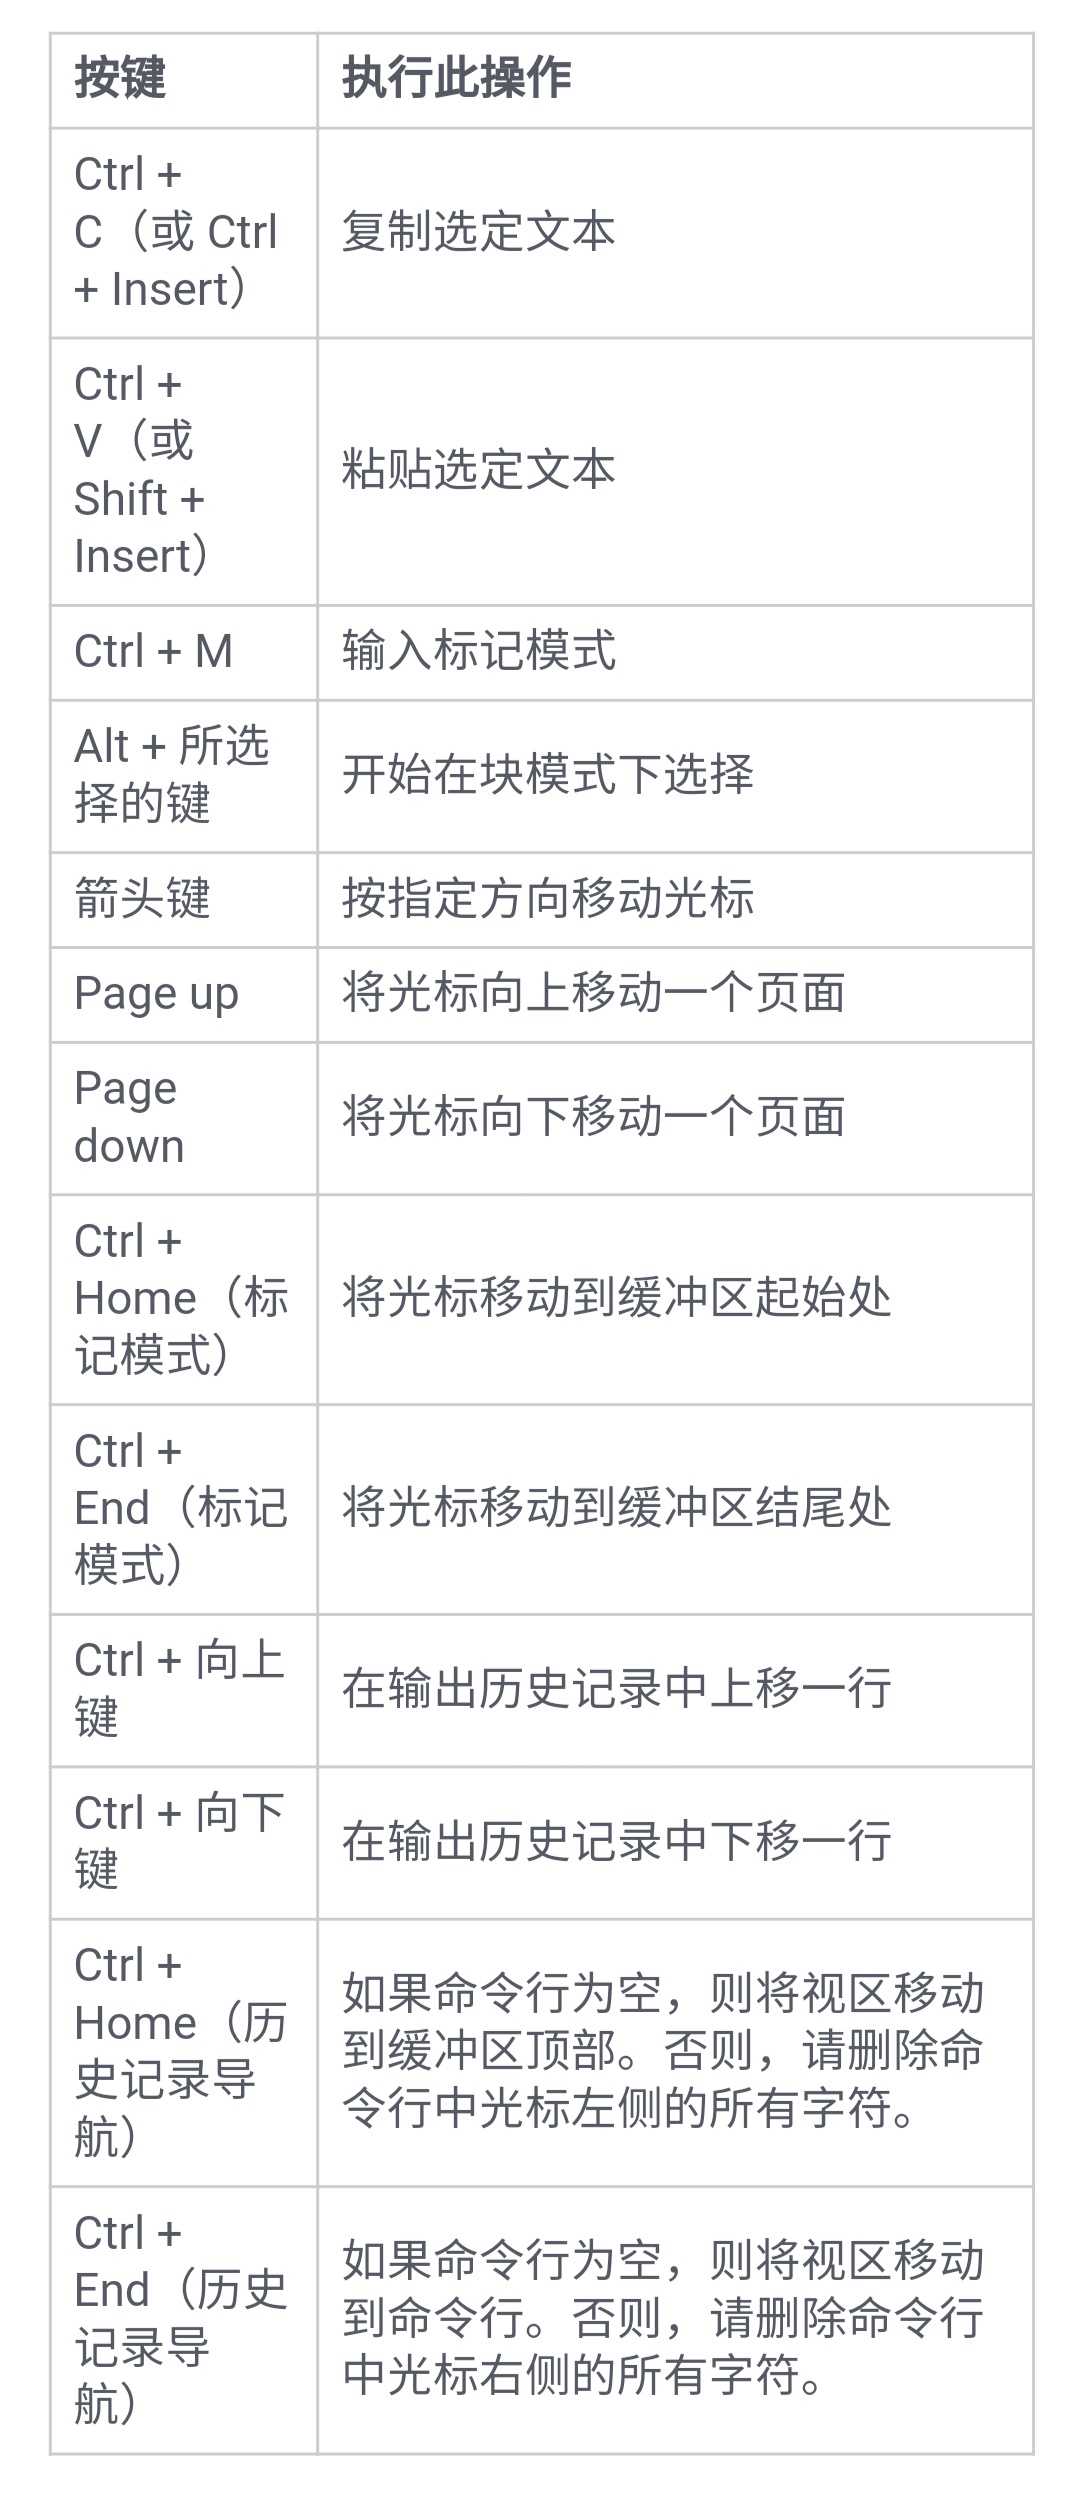 按键
执行此操作
Ctrl +
C（或 Ctrl
+ Insert）
复制选定文本
Ctrl +
V（或
Shift +
Insert）
粘贴选定文本
Ctrl + M
输入标记模式
Alt + 所选
择的键
开始在块模式下选择
箭头键
按指定方向移动光标
Page up
将光标向上移动一个页面
Page
down
将光标向下移动一个页面
Ctrl +
Home（标
记模式）
将光标移动到缓冲区起始处
Ctrl +
End（标记
模式）
将光标移动到缓冲区结尾处
Ctrl + 向上
键
在输出历史记录中上移一行
Ctrl + 向下
键
在输出历史记录中下移一行
Ctrl +
Home（历
史记录导
航）
如果命令行为空，则将视区移动
到缓冲区顶部。否则，请删除命
令行中光标左侧的所有字符。
Ctrl +
End（历史
记录导
航）
如果命令行为空，则将视区移动
到命令行。否则，请删除命令行
中光标右侧的所有字符。